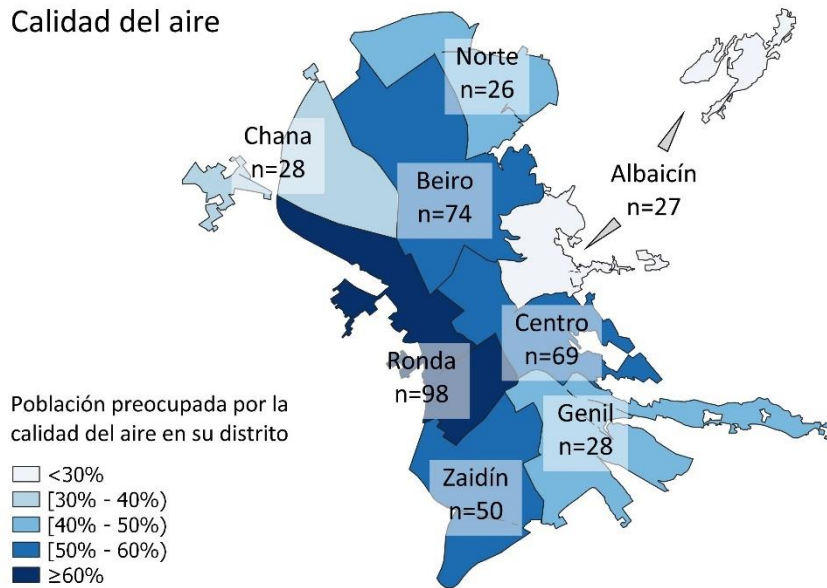 Calidad del aire
Norte
n=26
Chana
n=28
Albaicín
n=27
Beiro
n=74
Centro
n=69
Ronda
n=98
Genil
n=28
Zaidín
n=50
Población preocupada por la
calidad del aire en su distrito
<30%
[30% - 40%)
[40% - 50%)
[50% - 60%)
≥60%